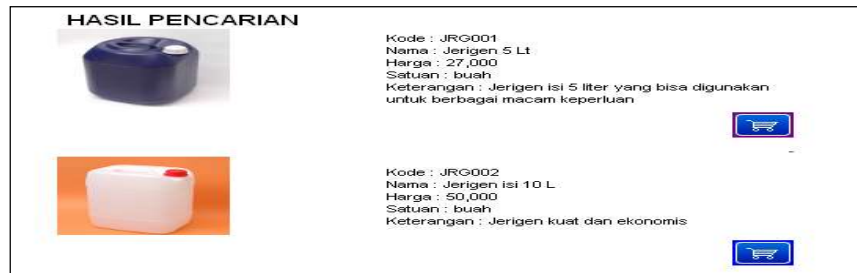 HASIL PENCARIAN
Kode : JRG001
Nama : Jerigen 5 Lt
Harga : 27,000
Satuan : buah
Keterangan : Jerigen isi 5 liter yang bisa digunakan
untuk berbagai macam keperluan
Kode : JRG002
Nama : Jerigen isi 10 L
Harga : 50,000
Satuan : buah
Keterangan : Jerigen kuat dan ekonomis